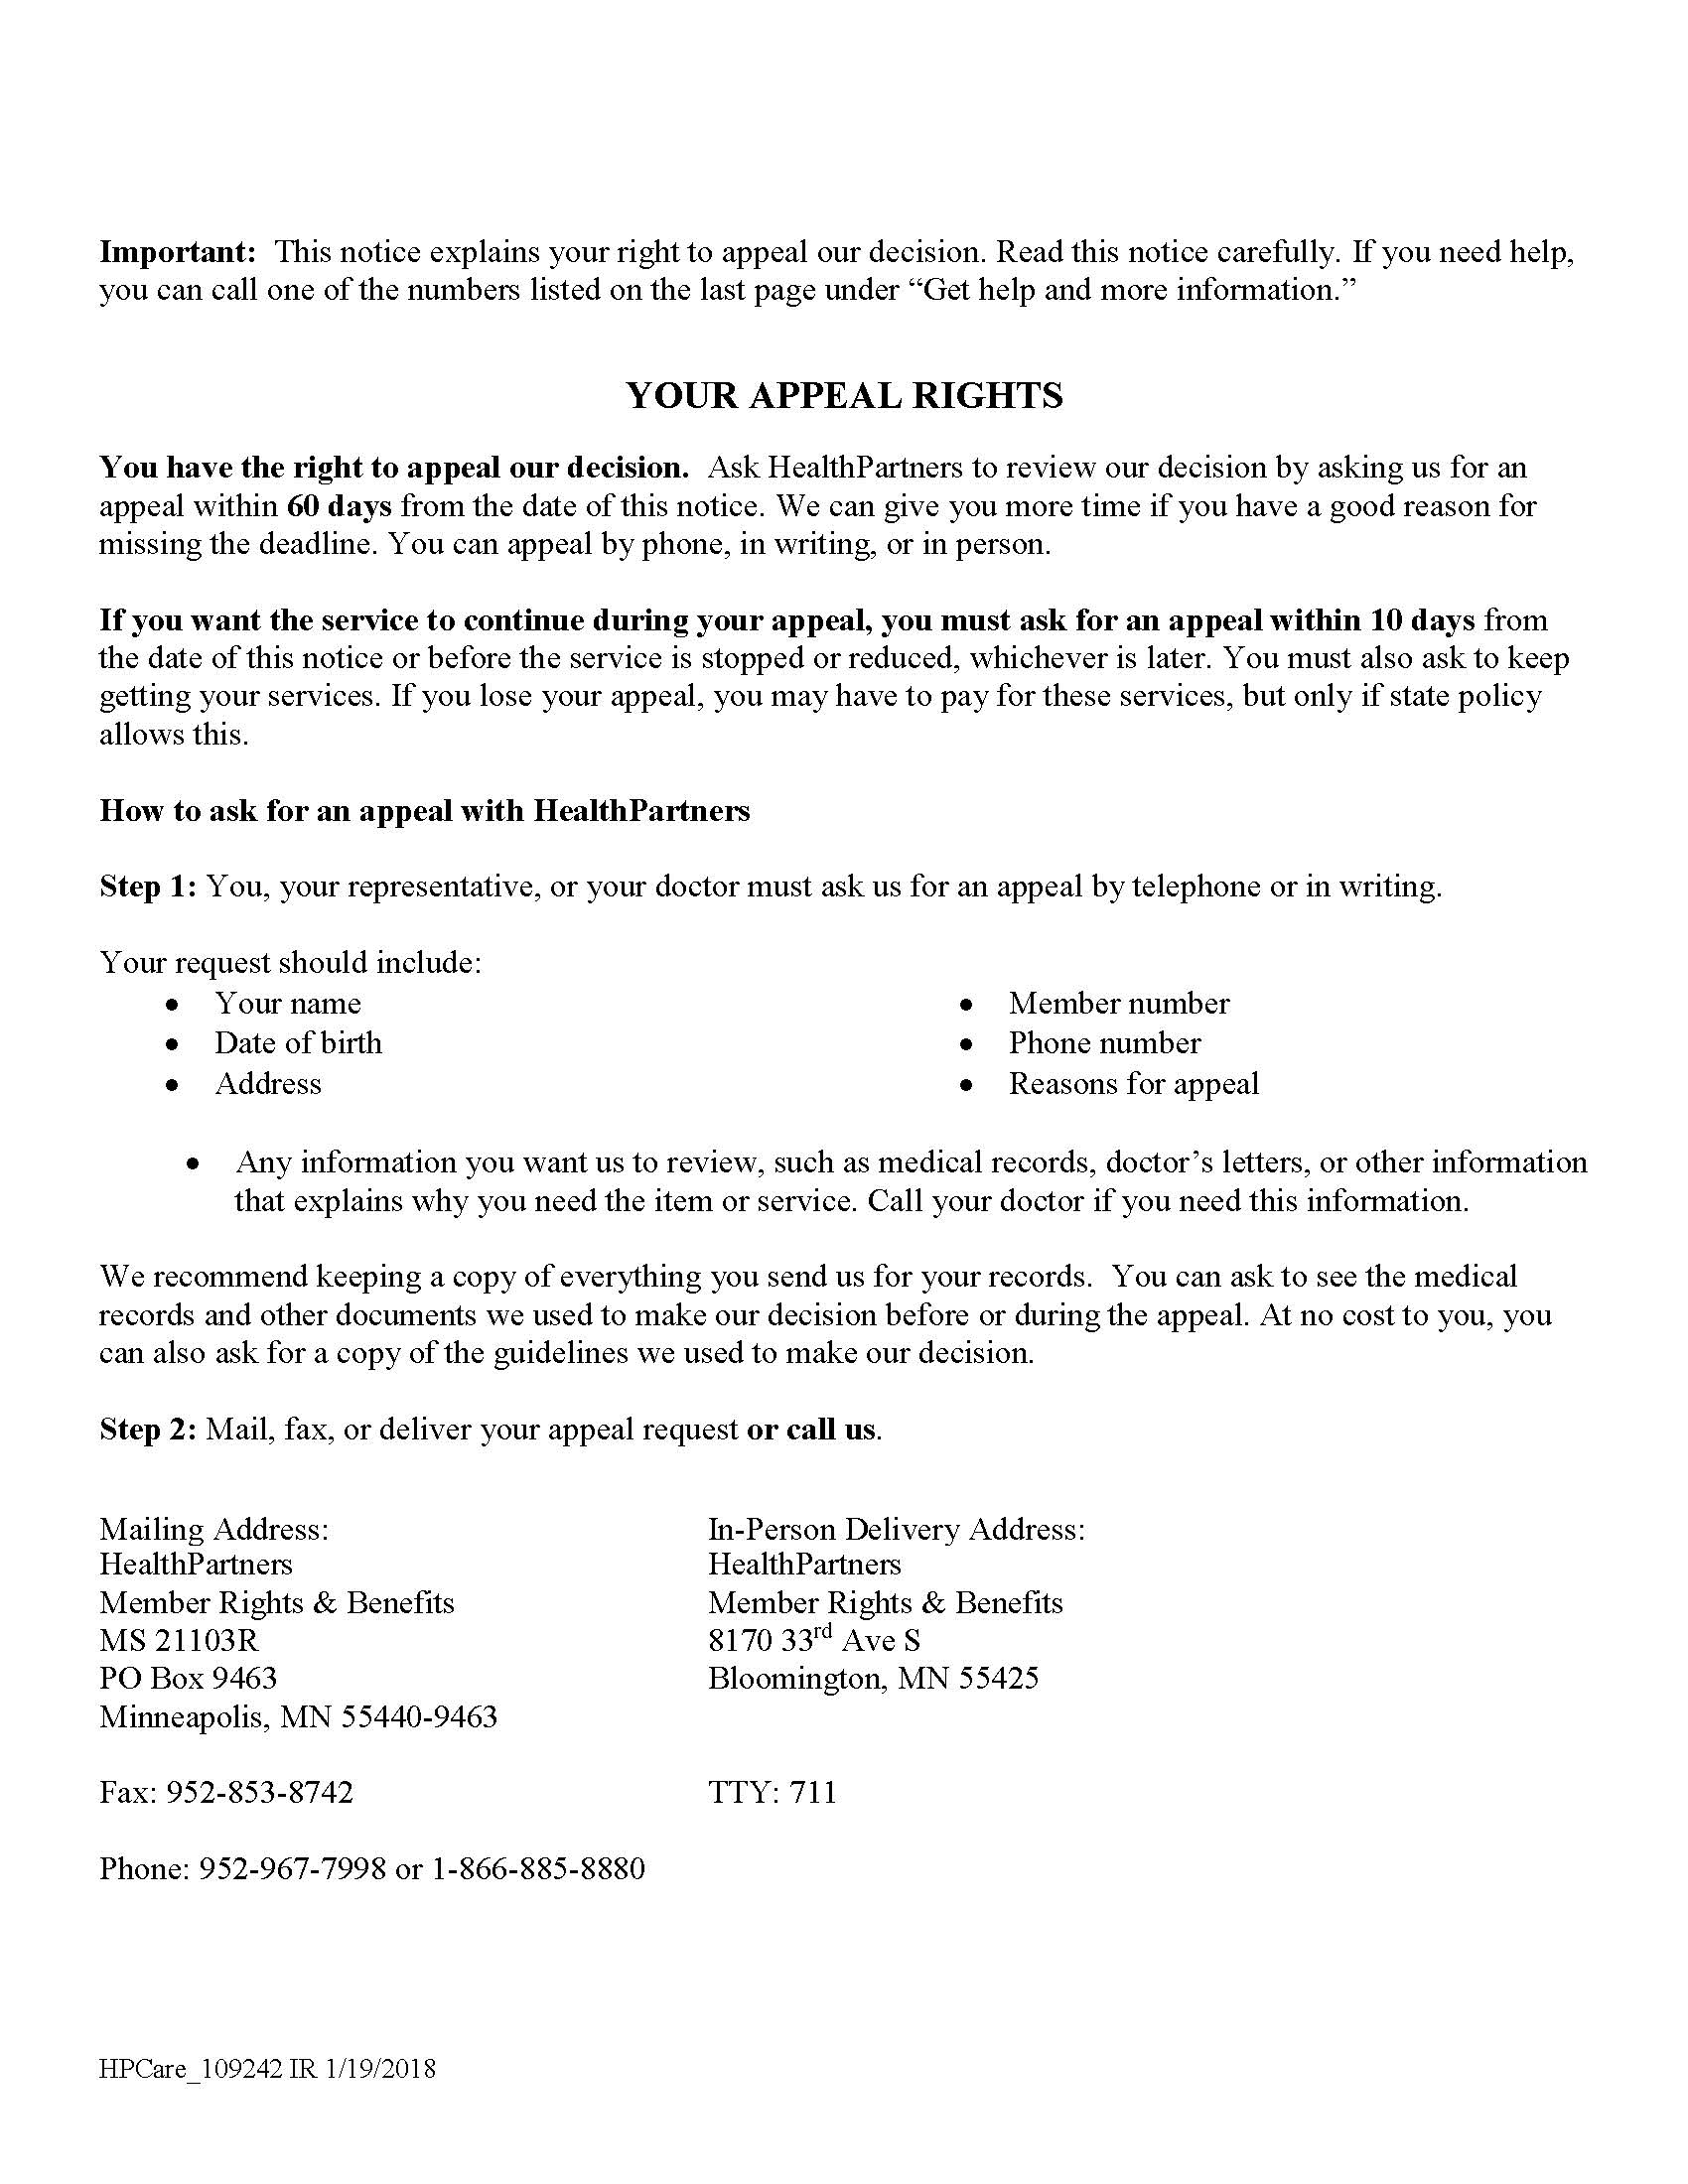 Important:  This notice explains your right to appeal our decision. Read this notice carefully. If you need help,
you can call one of the numbers listed on the last page under “Get help and more information.”
YOUR APPEAL RIGHTS
You have the right to appeal our decision.  Ask HealthPartners to review our decision by asking us for an
appeal within 60 days from the date of this notice. We can give you more time if you have a good reason for
missing the deadline. You can appeal by phone, in writing, or in person.
If you want the service to continue during your appeal, you must ask for an appeal within 10 days from
the date of this notice or before the service is stopped or reduced, whichever is later. You must also ask to keep
getting your services. If you lose your appeal, you may have to pay for these services, but only if state policy
allows this.
How to ask for an appeal with HealthPartners
Step 1: You, your representative, or your doctor must ask us for an appeal by telephone or in writing.
Your request should include:
• Your name
• Date of birth
• Address
• Member number
• Phone number
• Reasons for appeal
• Any information you want us to review, such as medical records, doctor’s letters, or other information
that explains why you need the item or service. Call your doctor if you need this information.
We recommend keeping a copy of everything you send us for your records.  You can ask to see the medical
records and other documents we used to make our decision before or during the appeal. At no cost to you, you
can also ask for a copy of the guidelines we used to make our decision.
Step 2: Mail, fax, or deliver your appeal request or call us.
Mailing Address:
HealthPartners
Member Rights & Benefits
MS 21103R
PO Box 9463
Minneapolis, MN 55440-9463
In-Person Delivery Address:
HealthPartners
Member Rights & Benefits
8170 33rd Ave S
Bloomington, MN 55425
Fax: 952-853-8742
TTY: 711
Phone: 952-967-7998 or 1-866-885-8880
HPCare_109242 IR 1/19/2018